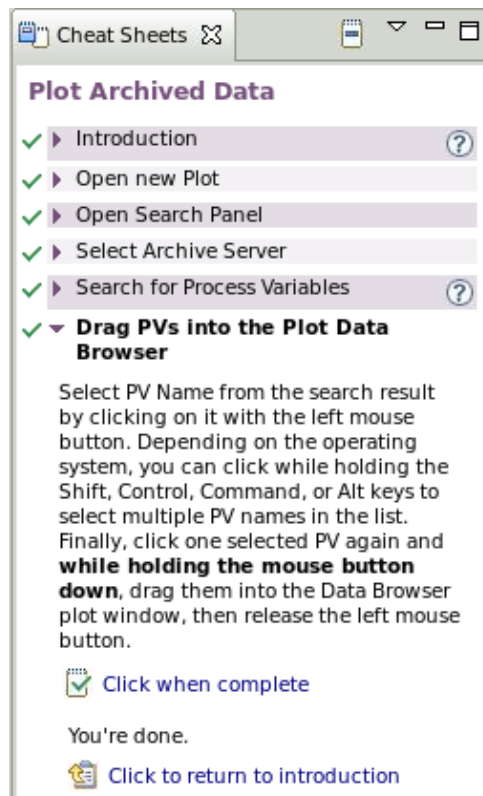 Cheat Sheets
Plot Archived Data
Introduction
Open new Plot
Open Search Panel
Select Archive Server
Search for Process Variables
Drag PVs into the Plot Data
Browser
Select PV Name from the search result
by clicking on it with the left mouse
button. Depending on the operating
system, you can click while holding the
Shift, Control, Command, or Alt keys to
select multiple PV names in the list.
Finally, click one selected PV again and
while holding the mouse button
down, drag them into the Data Browser
plot window, then release the left mouse
button.
Click when complete
You're done.
Click to return to introduction